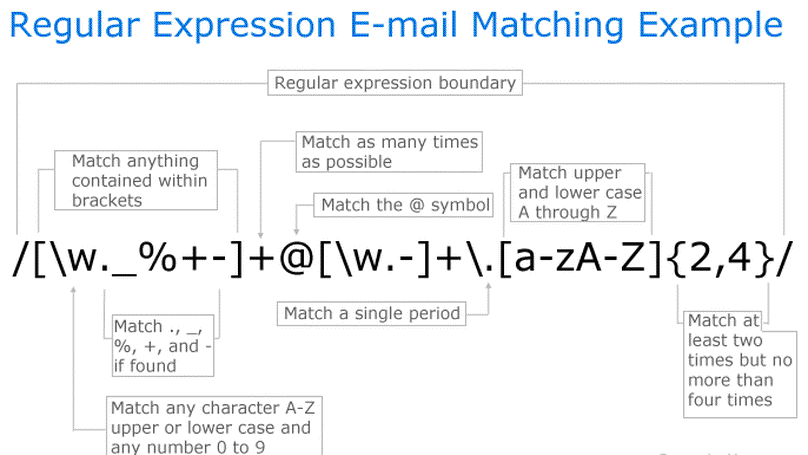 Regular Expression E-mail Matching Example
Regular expression boundary
Match anything
contained within
brackets
Match as many times
as possible
Match the @ symbol
Match upper
and lower case
A through Z
/[\w._%+-]+@[\w.-]+\.[a-zA-Z]{2,4}/
Match a single period
Match ., _,
%, +, and -
if found
Match at
least two
times but no
more than
four times
Match any character A-Z
upper or lower case and
any number 0 to 9